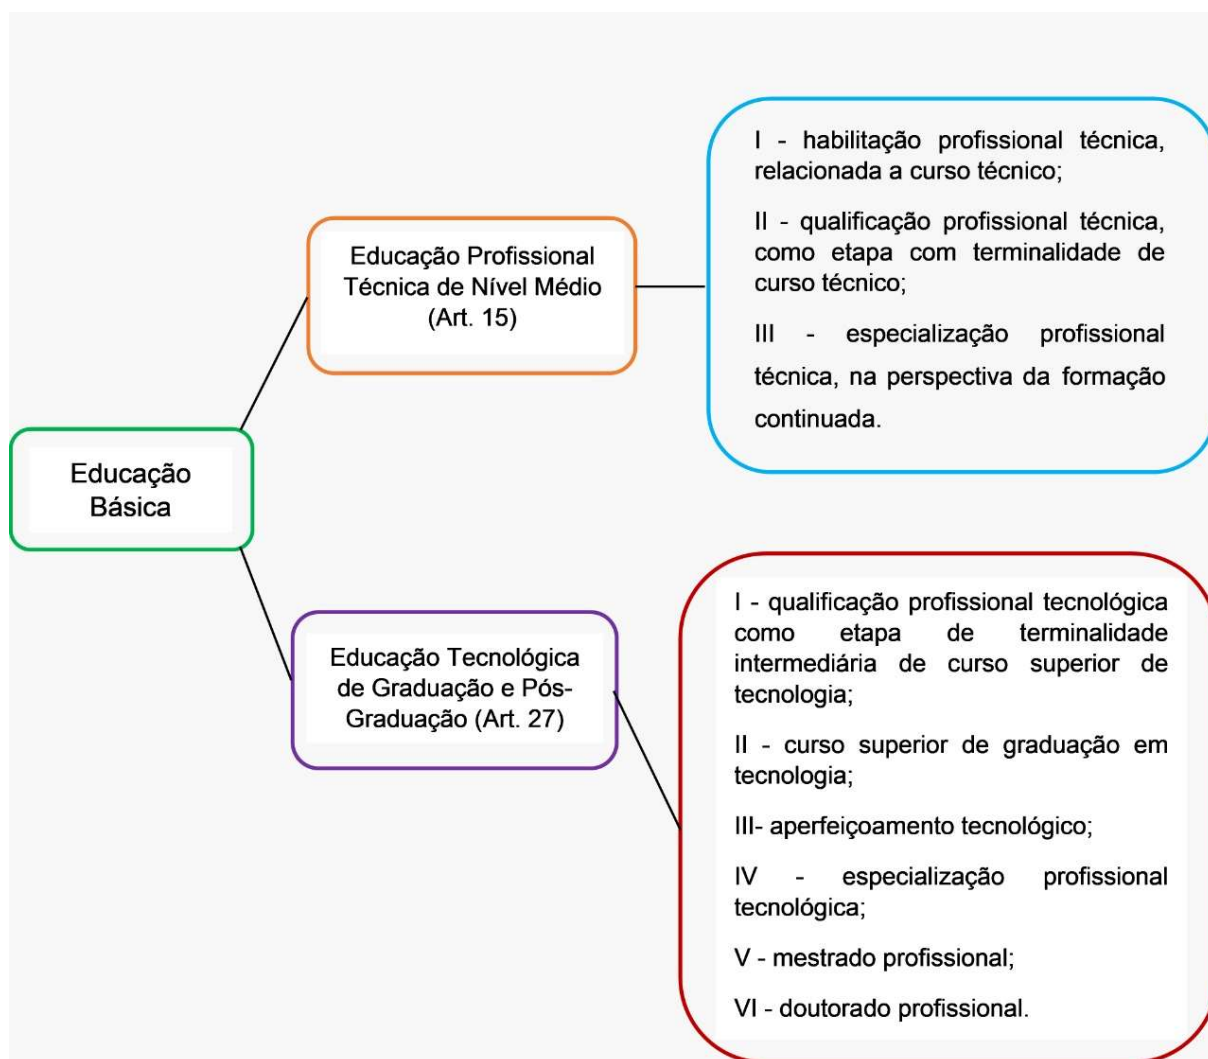 I - habilitação profissional técnica,
relacionada a curso técnico;
II - qualificação profissional técnica,
como etapa com terminalidade de
curso técnico;
III - especialização profissional
técnica, na perspectiva da formação
continuada.
Educação Profissional
Técnica de Nível Médio
(Art. 15)
Educação
Básica
Educação Tecnológica
de Graduação e Pós-
Graduação (Art. 27)
I - qualificação profissional tecnológica
como etapa de terminalidade
intermediária de curso superior de
tecnologia;
II - curso superior de graduação em
tecnologia;
III- aperfeiçoamento tecnológico;
IV - especialização profissional
tecnológica;
V - mestrado profissional;
VI - doutorado profissional.